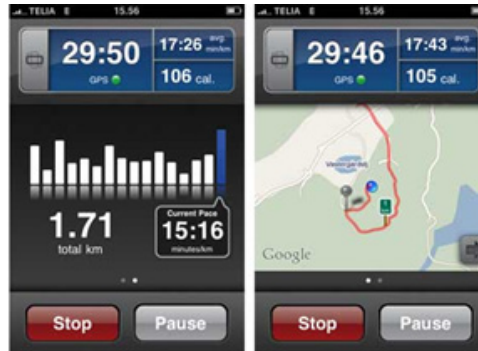 TELIA 15.56
29:50
GPS
17:26 avg. min/km
106 cal.
1.71
total km
Current Pace
15:16
minutes/km
Stop
Pause
TELIA 15.56
29:46
GPS
17:43 avg. min/km
105 cal.
Google
Stop
Pause